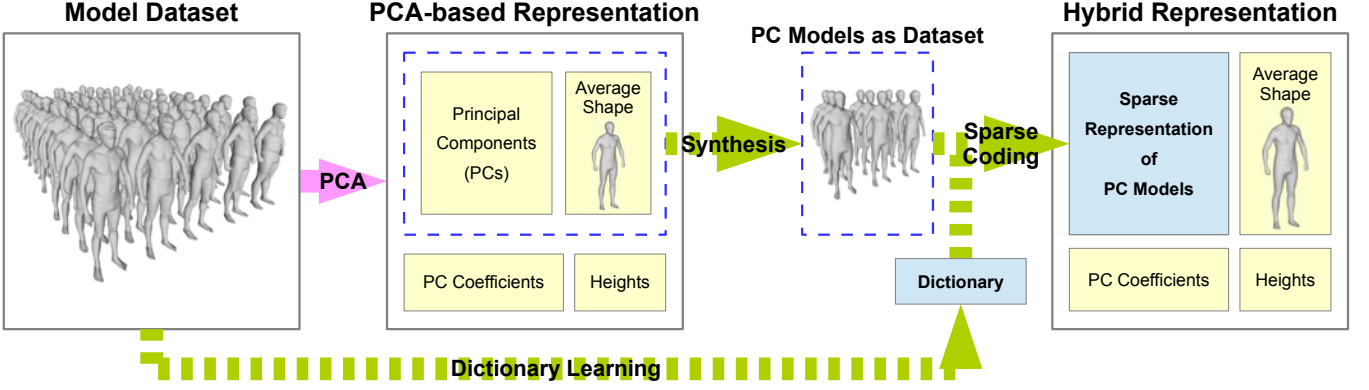 Model Dataset
PCA
PCA-based Representation
Principal
Components
(PCs)
Average
Shape
PC Coefficients
Heights
Synthesis
PC Models as Dataset
Sparse
Coding
Dictionary
Dictionary Learning
Hybrid Representation
Sparse
Representation
of
PC Models
Average
Shape
PC Coefficients
Heights